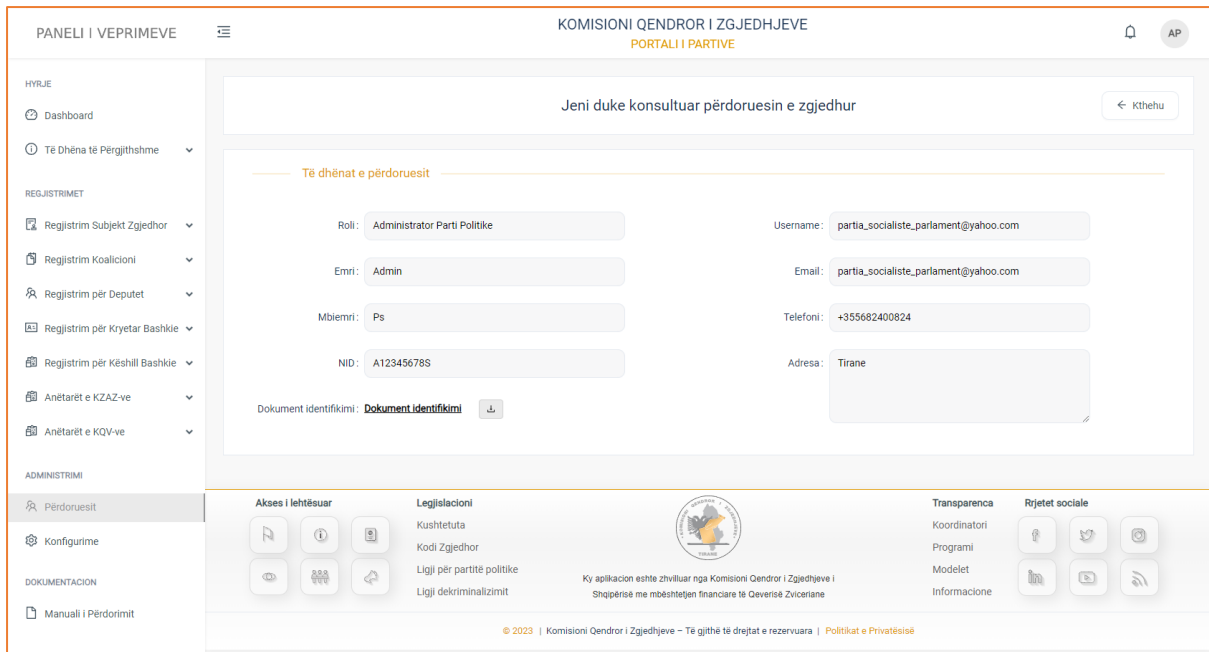 PANELI I VEPRIMEVE
KOMISIONI QENDROR I ZGJEDHJEVE
PORTALI I PARTIVE
AP
HYRJE
Dashboard
Të Dhëna të Përgjithshme
REGJISTRIMET
Regjistrim Subjekt Zgjedhor
Regjistrim Koalicioni
Regjistrim për Deputet
Regjistrim për Kryetar Bashkie
Regjistrim për Këshill Bashkie
Anëtarët e KZAZ-ve
Anëtarët e KQV-ve
ADMINISTRIMI
Përdoruesit
Konfigurime
DOKUMENTACION
Manuali i Përdorimit
Jeni duke konsultuar përdoruesin e zgjedhur
Kthehu
Të dhënat e përdoruesit
Roli: Administrator Parti Politike
Username: partia_socialiste_parlament@yahoo.com
Emri: Admin
Email: partia_socialiste_parlament@yahoo.com
Mbiemri: Ps
Telefoni: +355682400824
NID: A12345678S
Adresa: Tirane
Dokument identifikimi: Dokument identifikimi
Aksesi i lehtësuar
Legjislacioni
Kushtetuta
Kodi Zgjedhor
Ligji për partitë politike
Ligji dekriminalizimit
TIRANE
Ky aplikacion eshte zhvilluar nga Komisioni Qendror i Zgjedhjeve i
Shqipërisë me mbështetjen financiare të Qeverisë Zviceriane
Transparenca
Koordinatori
Programi
Modelet
Informacione
Rrjetet sociale
© 2023 | Komisioni Qendror i Zgjedhjeve – Të gjithë të drejtat e rezervuara | Politikat e Privatësisë